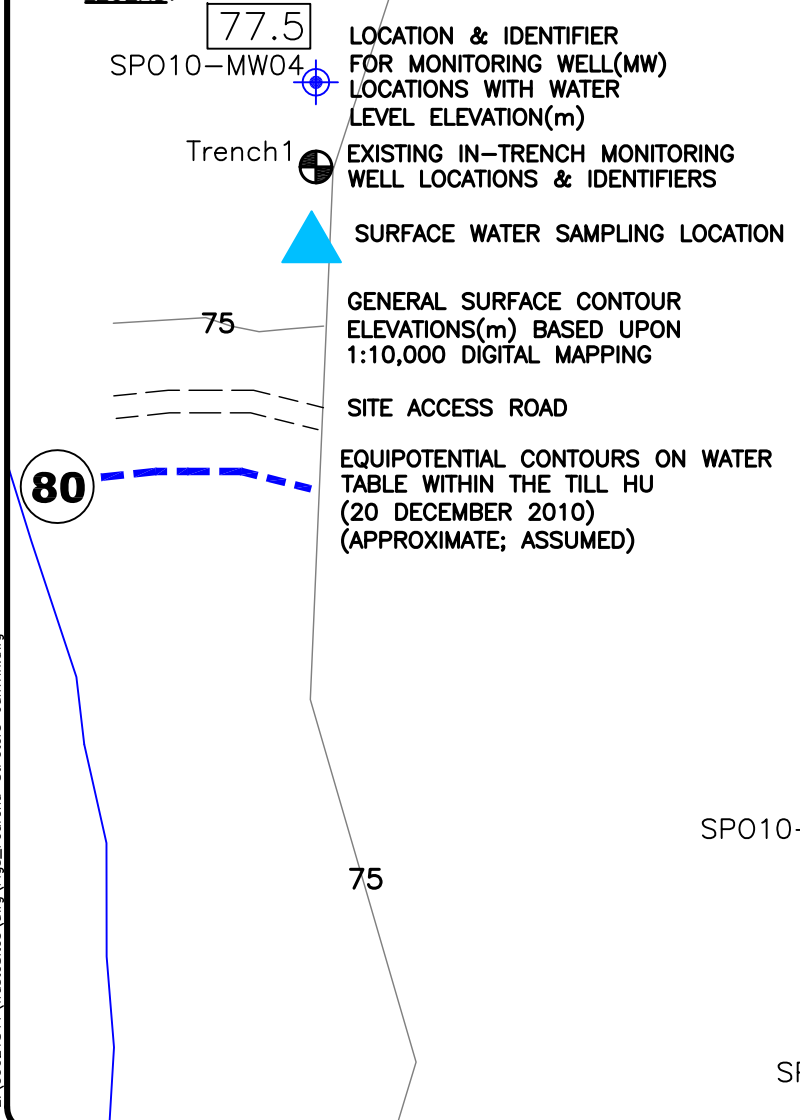 77.5
SPO10-MW04
LOCATION & IDENTIFIER
FOR MONITORING WELL(MW)
LOCATIONS WITH WATER
LEVEL ELEVATION(m)
Trench1
EXISTING IN-TRENCH MONITORING
WELL LOCATIONS & IDENTIFIERS
SURFACE WATER SAMPLING LOCATION
75
GENERAL SURFACE CONTOUR
ELEVATIONS(m) BASED UPON
1:10,000 DIGITAL MAPPING
SITE ACCESS ROAD
80
EQUIPOTENTIAL CONTOURS ON WATER
TABLE WITHIN THE TILL HU
(20 DECEMBER 2010)
(APPROXIMATE; ASSUMED)
SPO10-
75
SP